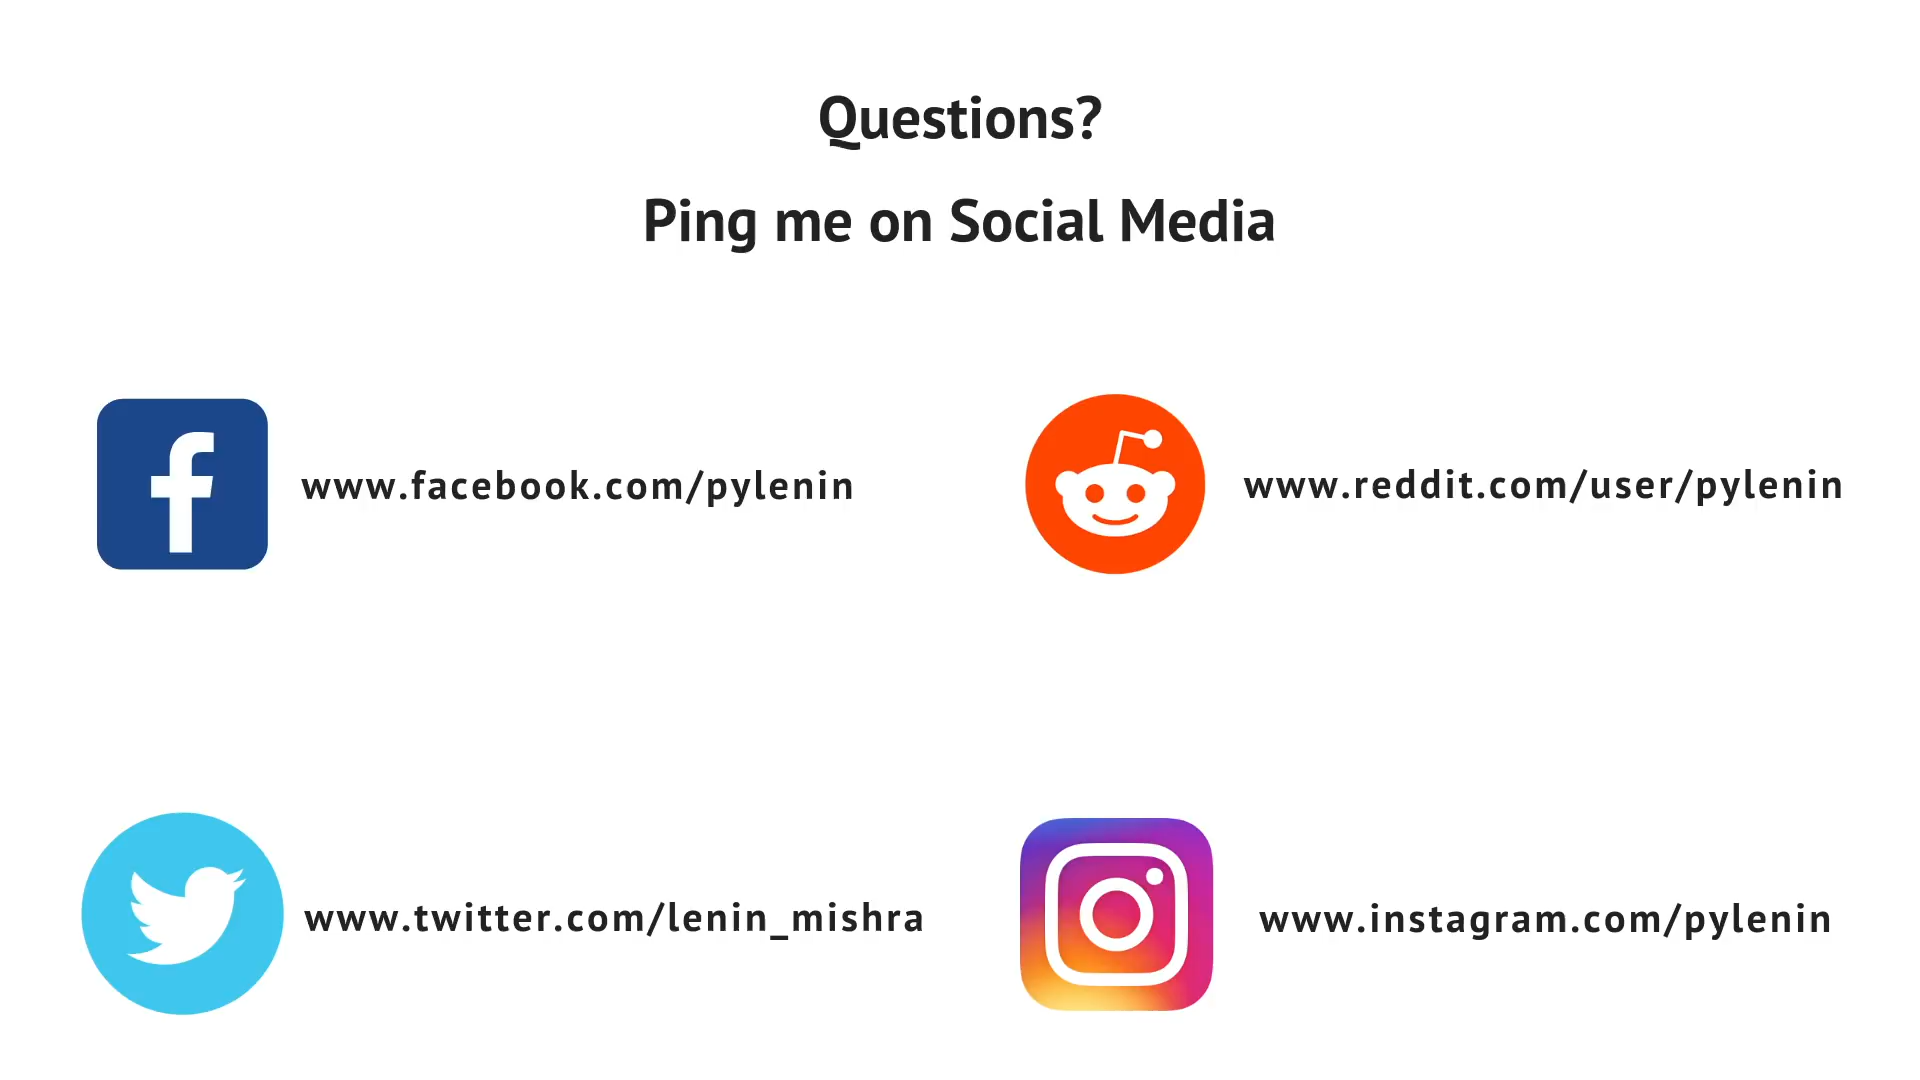 Questions?
Ping me on Social Media
www.facebook.com/pylenin
www.reddit.com/user/pylenin
www.twitter.com/lenin_mishra
www.instagram.com/pylenin